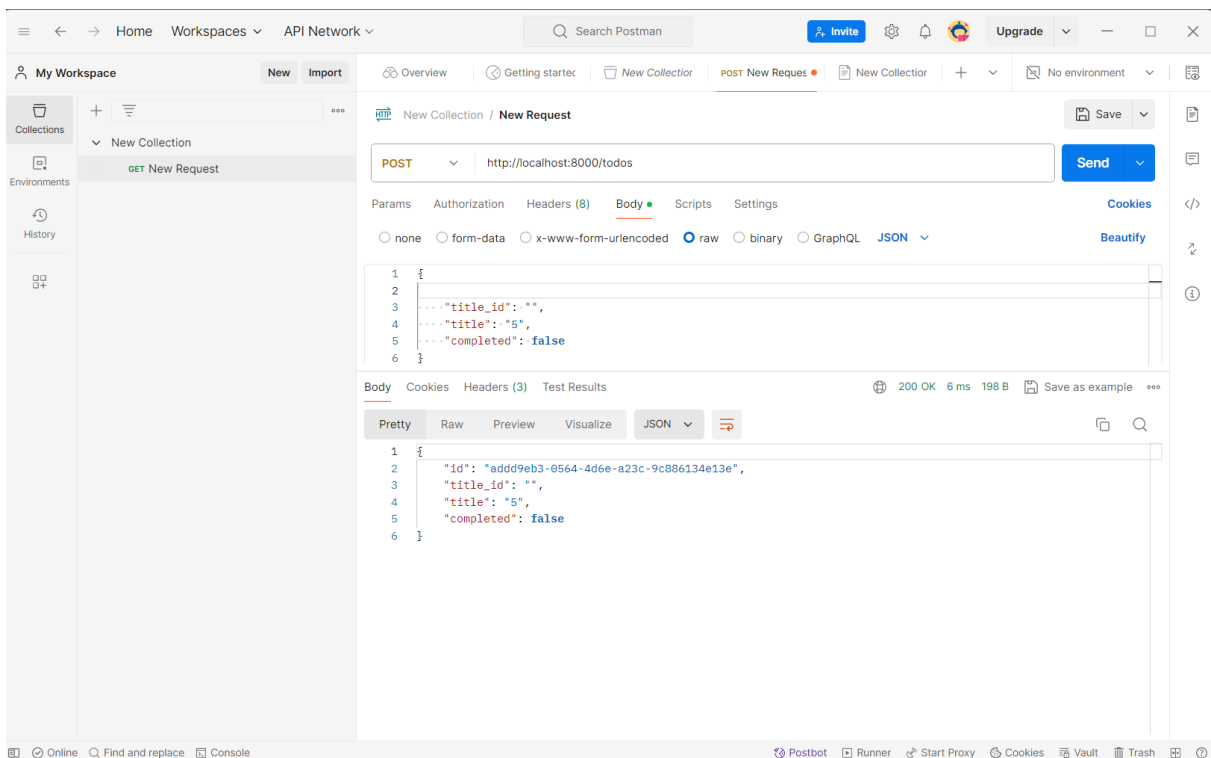 Home Workspaces API Network Search Postman Invite Upgrade
My Workspace New Import Overview Getting startec New Collectior POST New Reques New Collectior No environment
Collections
New Collection
GET New Request
Environments
History
HTTP New Collection / New Request Save
POST http://localhost:8000/todos Send
Params Authorization Headers (8) Body Scripts Settings Cookies
none form-data x-www-form-urlencoded raw binary GraphQL JSON Beautify
1 {
2
3 ····"title_id":·"",
4 ····"title":·"5",
5 ····"completed":·false
6 }
Body Cookies Headers (3) Test Results 200 OK 6 ms 198 B Save as example
Pretty Raw Preview Visualize JSON
1 {
2 "id": "addd9eb3-0564-4d6e-a23c-9c886134e13e",
3 "title_id": "",
4 "title": "5",
5 "completed": false
6 }
Online Find and replace Console Postbot Runner Start Proxy Cookies Vault Trash